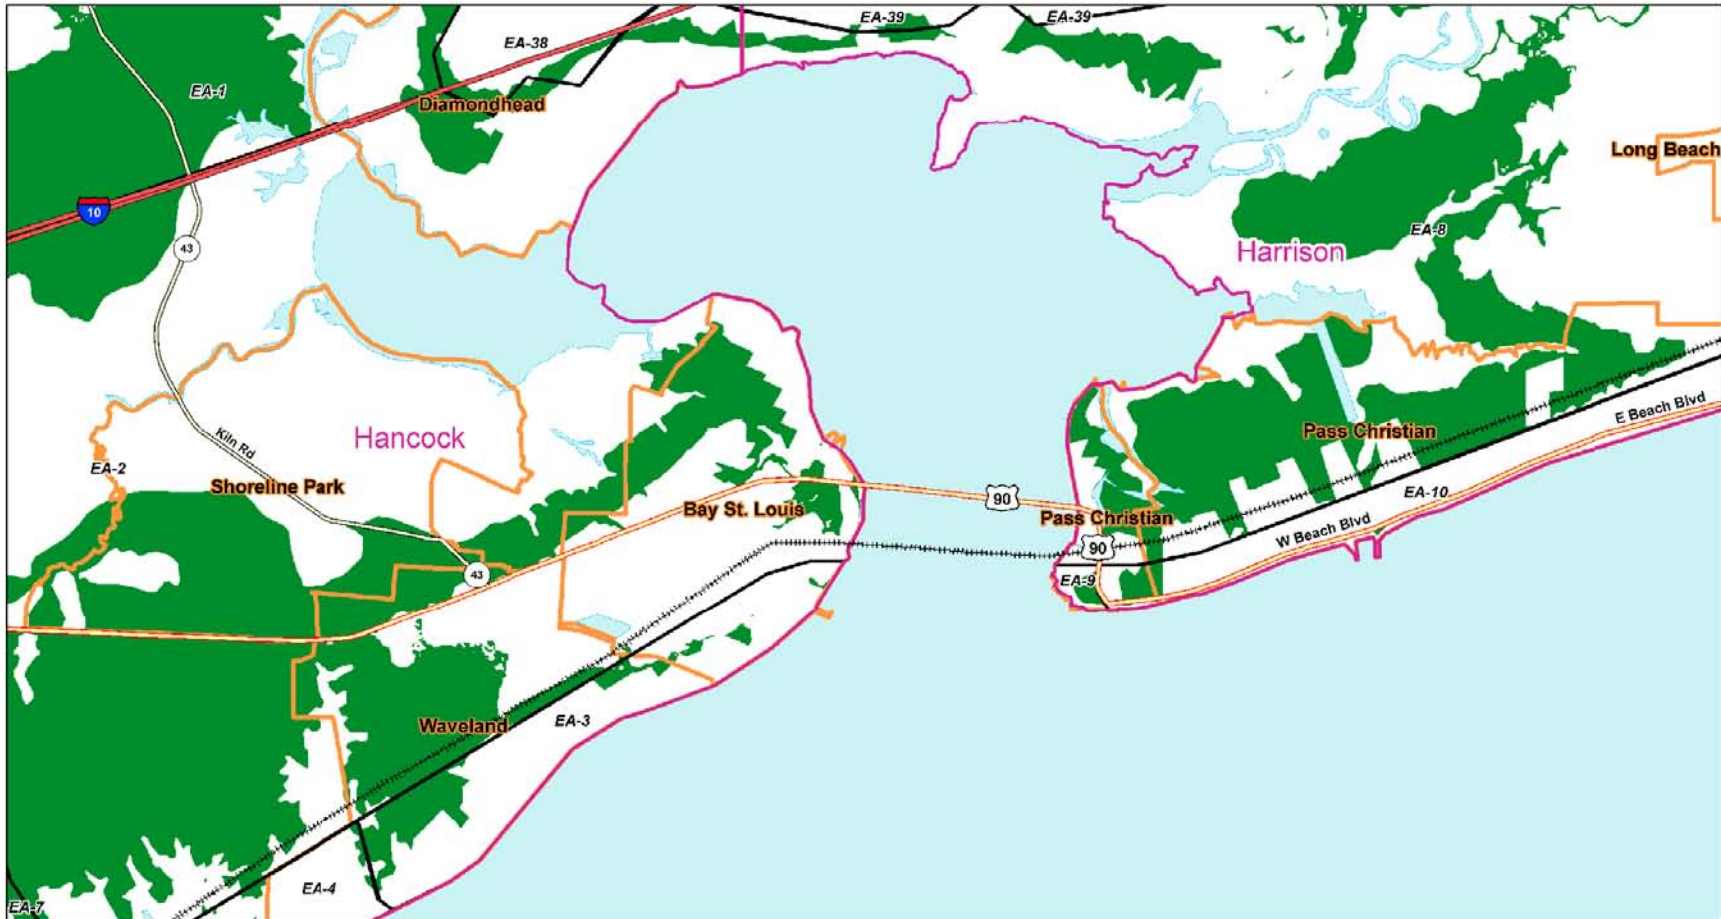 EA-39
EA-39
EA-38
EA-1
Diamondhead
Long Beach
10
43
EA-8
Harrison
Hancock
Kiln Rd
EA-2
Shoreline Park
Bay St. Louis
90
Pass Christian
E Beach Blvd
EA-10
Pass Christian
W Beach Blvd
90
43
EA-9
Waveland
EA-3
EA-4
EA-7